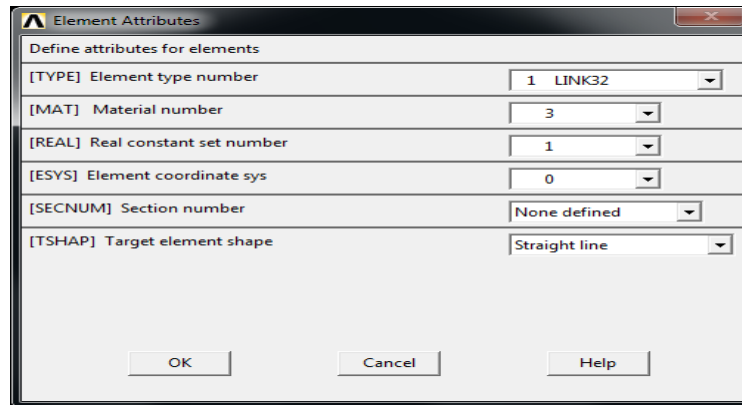 Element Attributes
Define attributes for elements
[TYPE] Element type number 1 LINK32
[MAT] Material number 3
[REAL] Real constant set number 1
[ESYS] Element coordinate sys 0
[SECNUM] Section number None defined
[TSHAP] Target element shape Straight line
OK Cancel Help